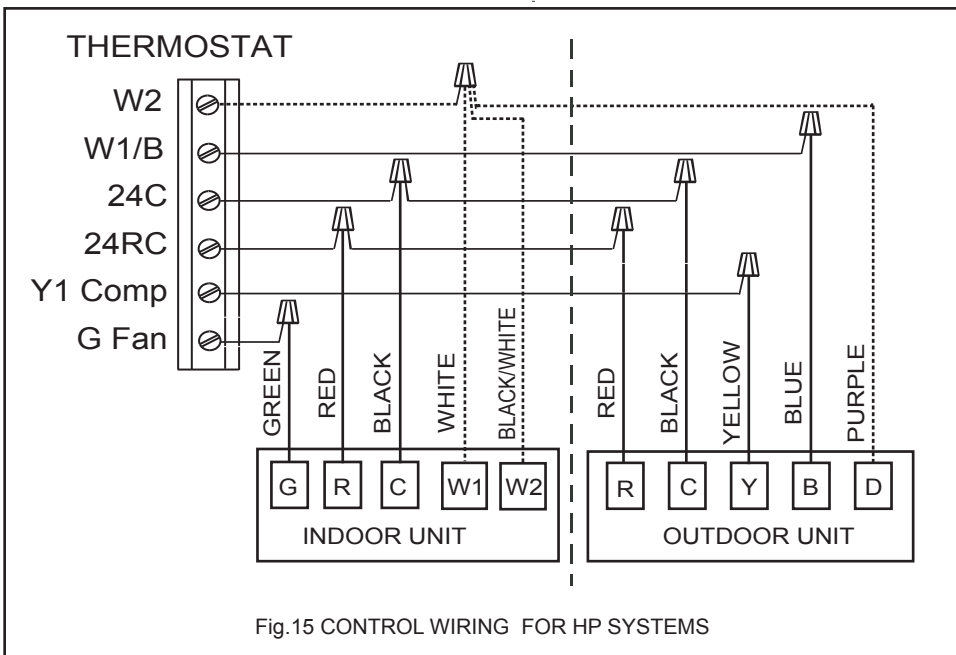 THERMOSTAT
W2
W1/B
24C
24RC
Y1 Comp
G Fan
GREEN
RED
BLACK
WHITE
BLACK/WHITE
RED
BLACK
YELLOW
BLUE
PURPLE
G R C W1 W2
R C Y B D
INDOOR UNIT
OUTDOOR UNIT
Fig.15 CONTROL WIRING FOR HP SYSTEMS